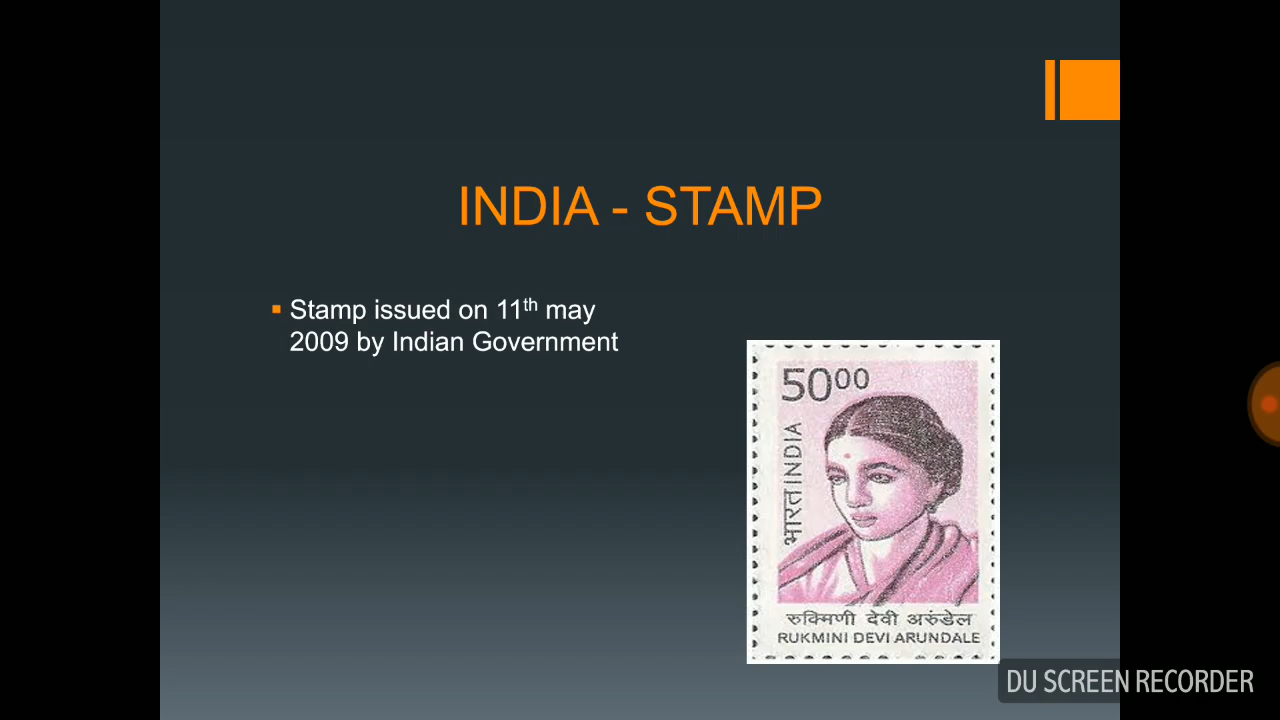 INDIA - STAMP
Stamp issued on 11th may
2009 by Indian Government
5000
भारत INDIA
रुक्मिणी देवी अरुंडेल
RUKMINI DEVI ARUNDALE
DU SCREEN RECORDER